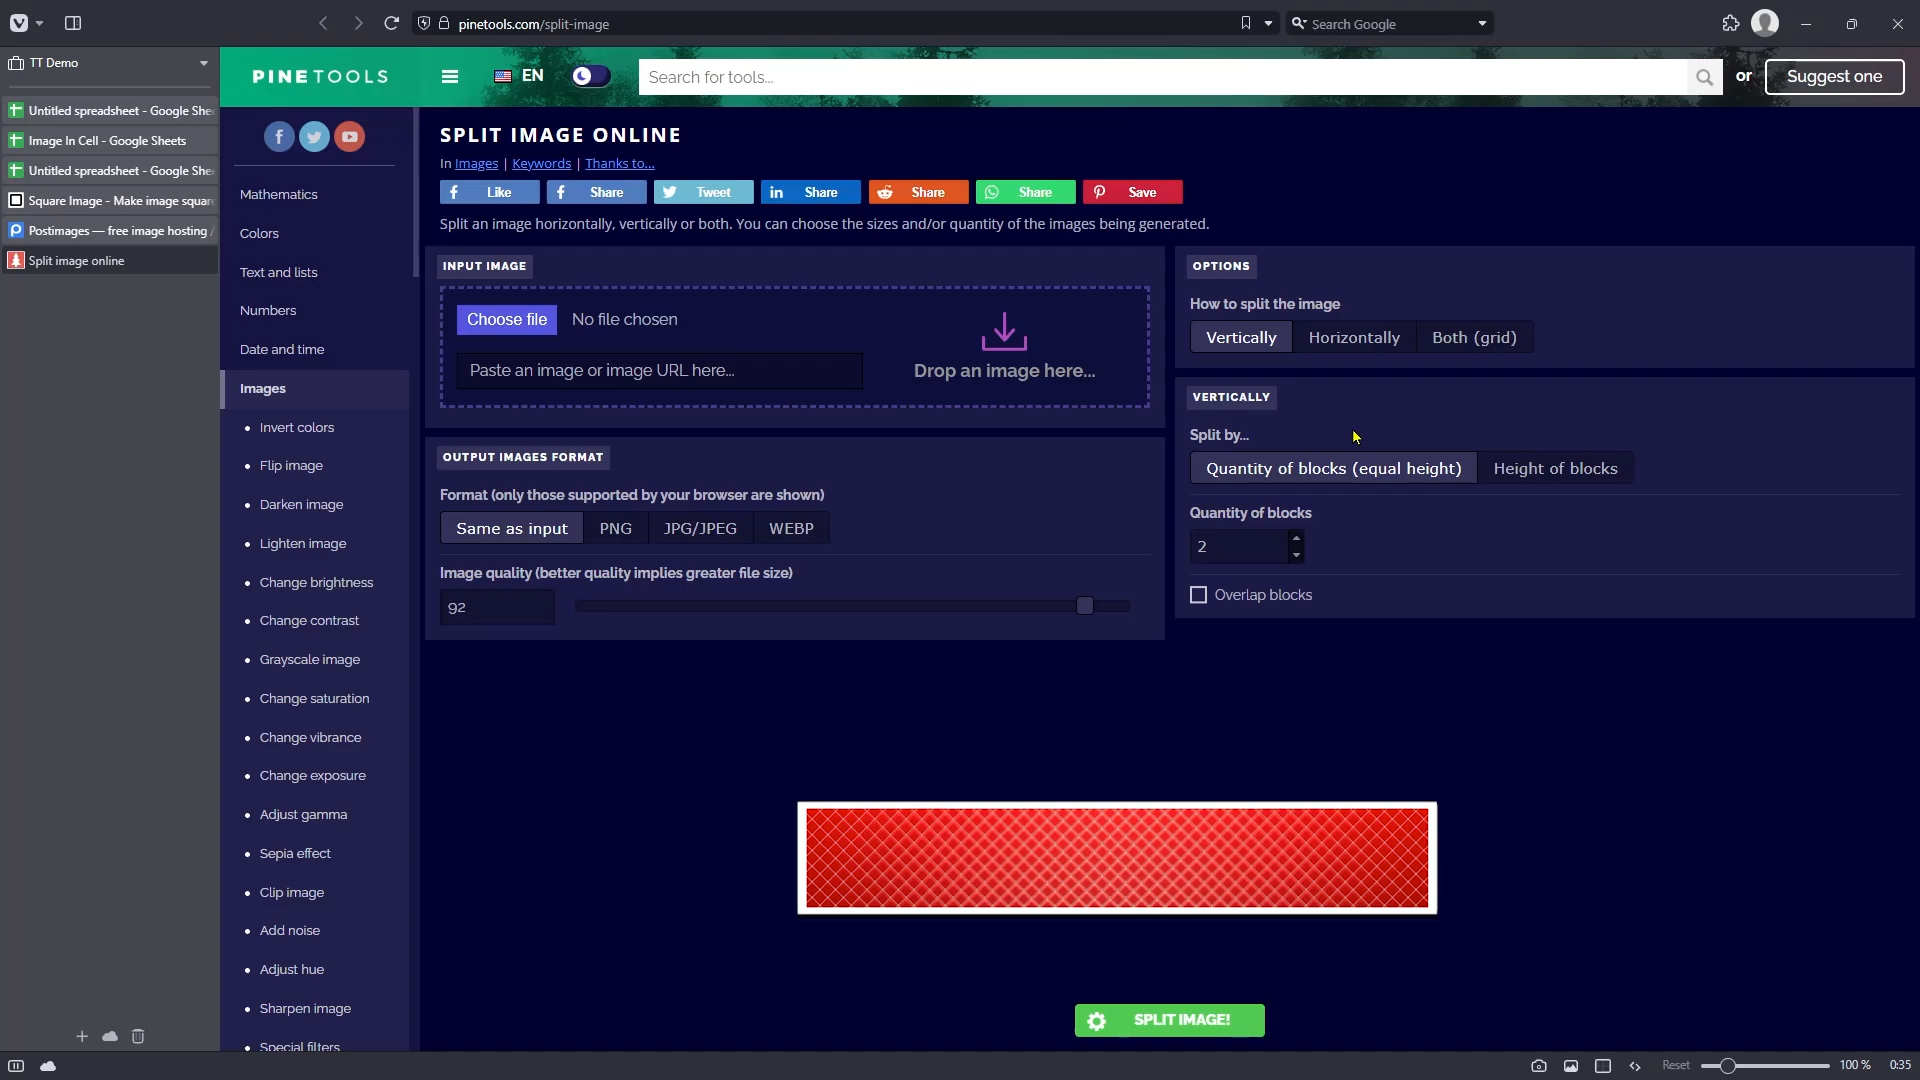 pinetools.com/split-image
Search Google
TT Demo
Untitled spreadsheet - Google She
Image In Cell - Google Sheets
Untitled spreadsheet - Google She
Square Image - Make image squar
Postimages — free image hosting /
Split image online
PINETOOLS
EN
Search for tools...
or
Suggest one
Mathematics
Colors
Text and lists
Numbers
Date and time
Images
Invert colors
Flip image
Darken image
Lighten image
Change brightness
Change contrast
Grayscale image
Change saturation
Change vibrance
Change exposure
Adjust gamma
Sepia effect
Clip image
Add noise
Adjust hue
Sharpen image
Special filters
SPLIT IMAGE ONLINE
In Images | Keywords | Thanks to...
Like
Share
Tweet
Share
Share
Share
Save
Split an image horizontally, vertically or both. You can choose the sizes and/or quantity of the images being generated.
INPUT IMAGE
Choose file No file chosen
Paste an image or image URL here...
Drop an image here...
OUTPUT IMAGES FORMAT
Format (only those supported by your browser are shown)
Same as input PNG JPG/JPEG WEBP
Image quality (better quality implies greater file size)
92
OPTIONS
How to split the image
Vertically Horizontally Both (grid)
VERTICALLY
Split by...
Quantity of blocks (equal height) Height of blocks
Quantity of blocks
2
Overlap blocks
SPLIT IMAGE!
Reset
100 %
0:35